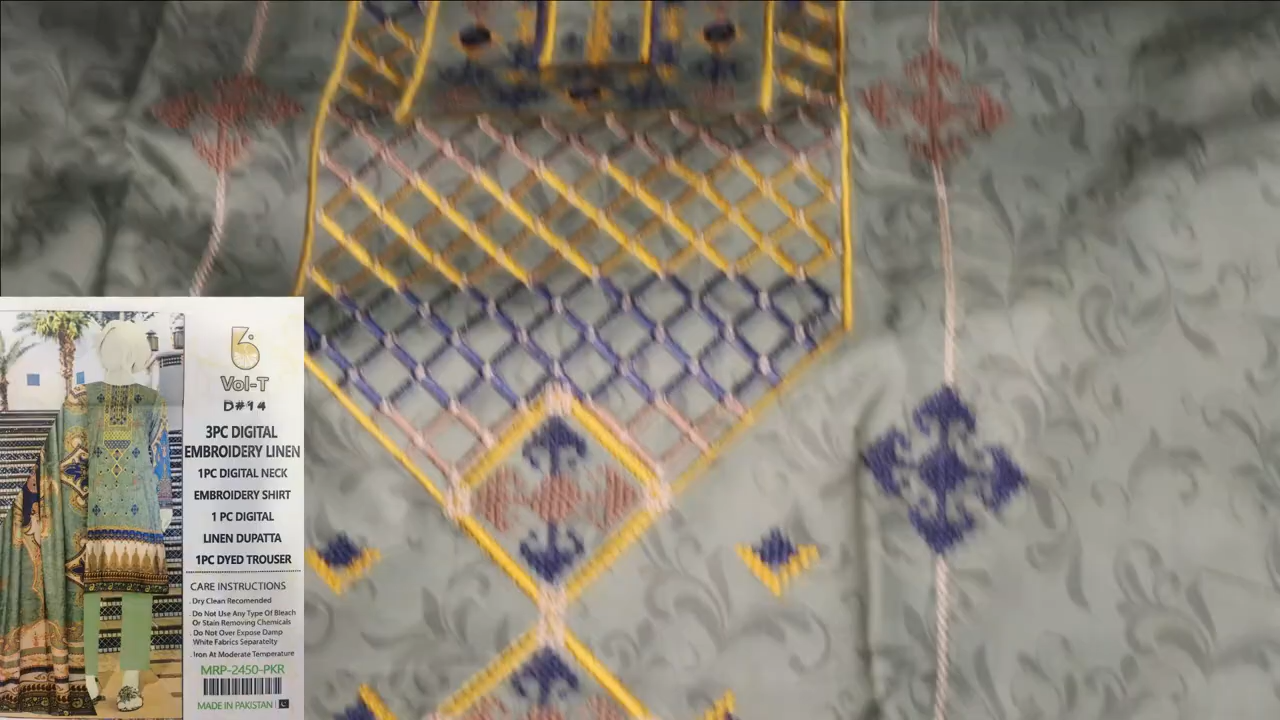 Vol-T
D#14
3PC DIGITAL
EMBROIDERY LINEN
1PC DIGITAL NECK
EMBROIDERY SHIRT
1 PC DIGITAL
LINEN DUPATTA
1PC DYED TROUSER
CARE INSTRUCTIONS
. Dry Clean Recomended
. Do Not Use Any Type Of Bleach
Or Stain Removing Chemicals
. Do Not Over Expose Damp
White Fabrics Separatelty
. Iron At Moderate Temperature
MRP-2450-PKR
MADE IN PAKISTAN